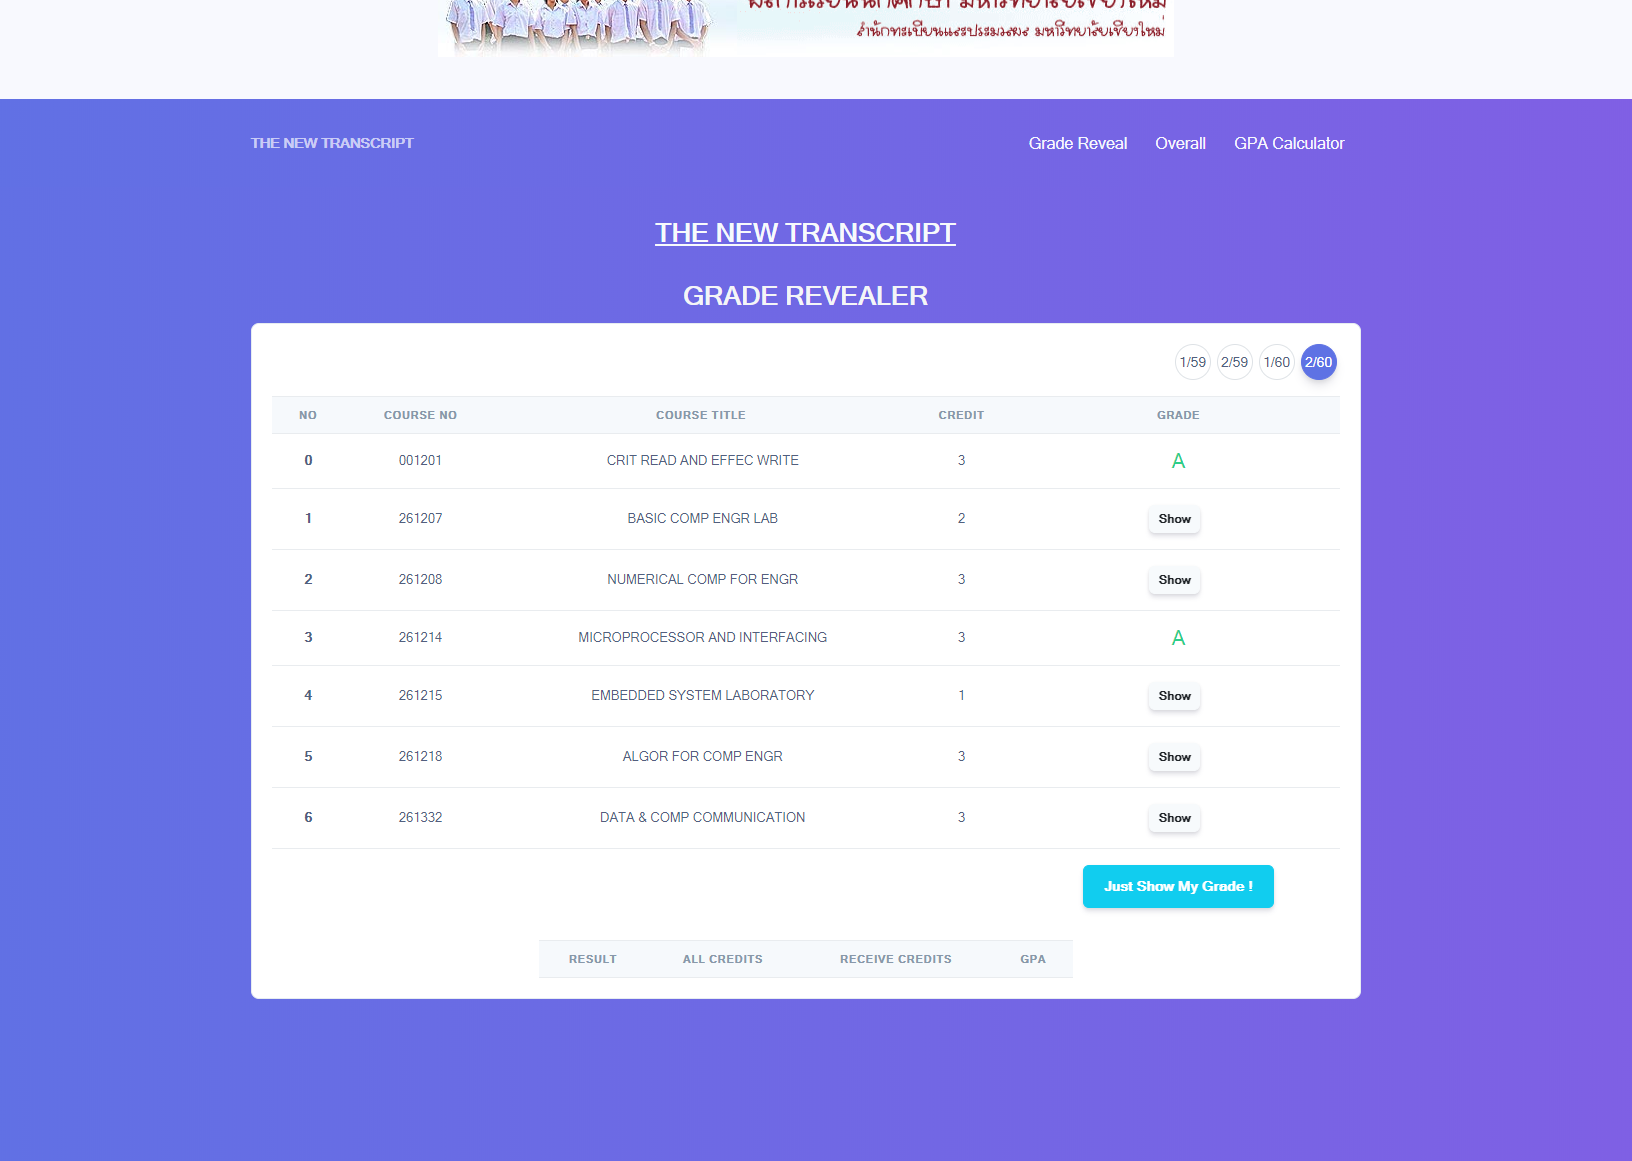 สำนักทะเบียนและประมวลผล มหาวิทยาลัยเชียงใหม่
THE NEW TRANSCRIPT
Grade Reveal Overall GPA Calculator
THE NEW TRANSCRIPT
GRADE REVEALER
1/59 2/59 1/60 2/60
NO COURSE NO COURSE TITLE CREDIT GRADE
0 001201 CRIT READ AND EFFEC WRITE 3 A
1 261207 BASIC COMP ENGR LAB 2 Show
2 261208 NUMERICAL COMP FOR ENGR 3 Show
3 261214 MICROPROCESSOR AND INTERFACING 3 A
4 261215 EMBEDDED SYSTEM LABORATORY 1 Show
5 261218 ALGOR FOR COMP ENGR 3 Show
6 261332 DATA & COMP COMMUNICATION 3 Show
Just Show My Grade !
RESULT ALL CREDITS RECEIVE CREDITS GPA